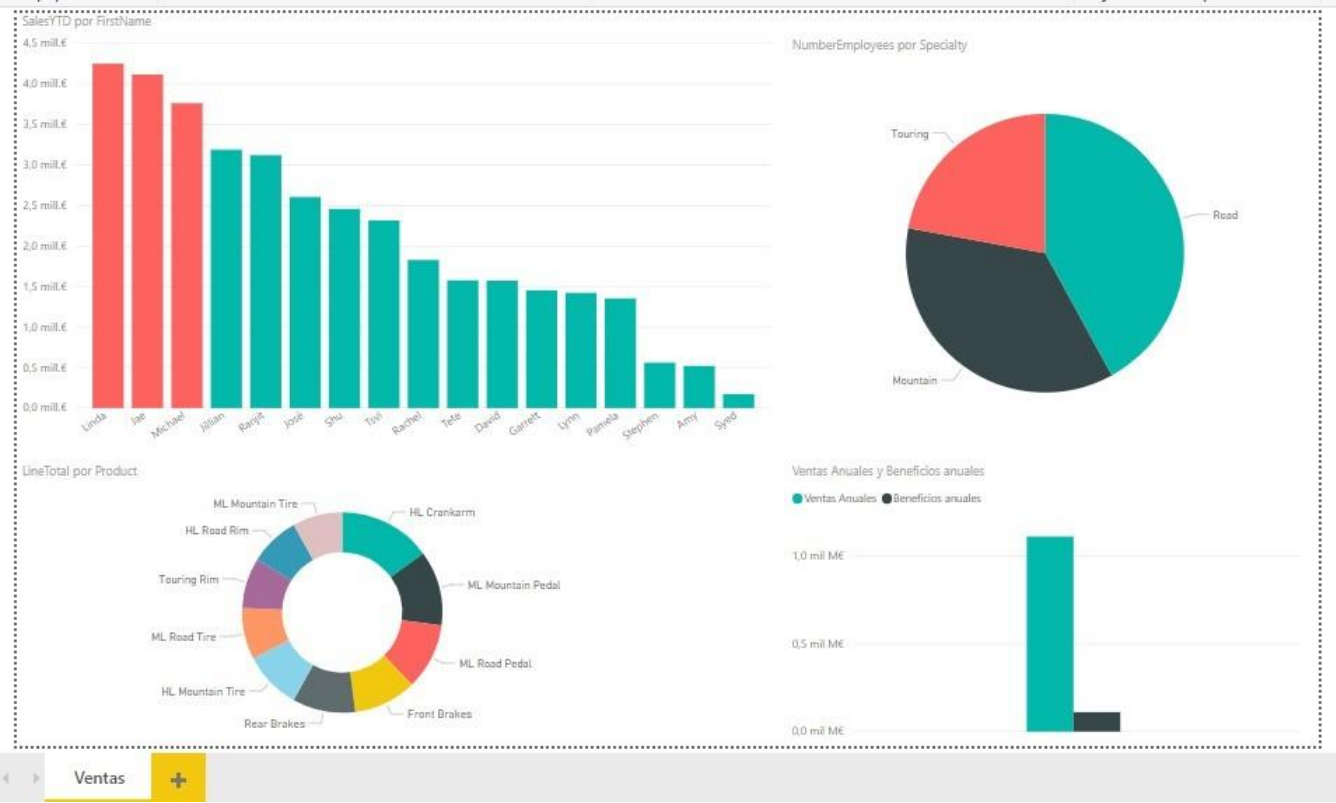 SalesYTD por FirstName
4,5 mill.€
4,0 mill.€
3,5 mill.€
3,0 mill.€
2,5 mill.€
2,0 mill.€
1,5 mill.€
1,0 mill.€
0,5 mill.€
0,0 mill.€
Linda
Jae
Michael
Jillian
Ranjit
José
Shu
Tsvi
Rachel
Tete
David
Garrett
Lynn
Pamela
Stephen
Amy
Syed
NumberEmployees por Specialty
Touring
Road
Mountain
LineTotal por Product
ML Mountain Tire
HL Crankarm
HL Road Rim
Touring Rim
ML Mountain Pedal
ML Road Tire
ML Road Pedal
HL Mountain Tire
Front Brakes
Rear Brakes
Ventas Anuales y Beneficios anuales
Ventas Anuales Beneficios anuales
1,0 mil M€
0,5 mil M€
0,0 mil M€
Ventas